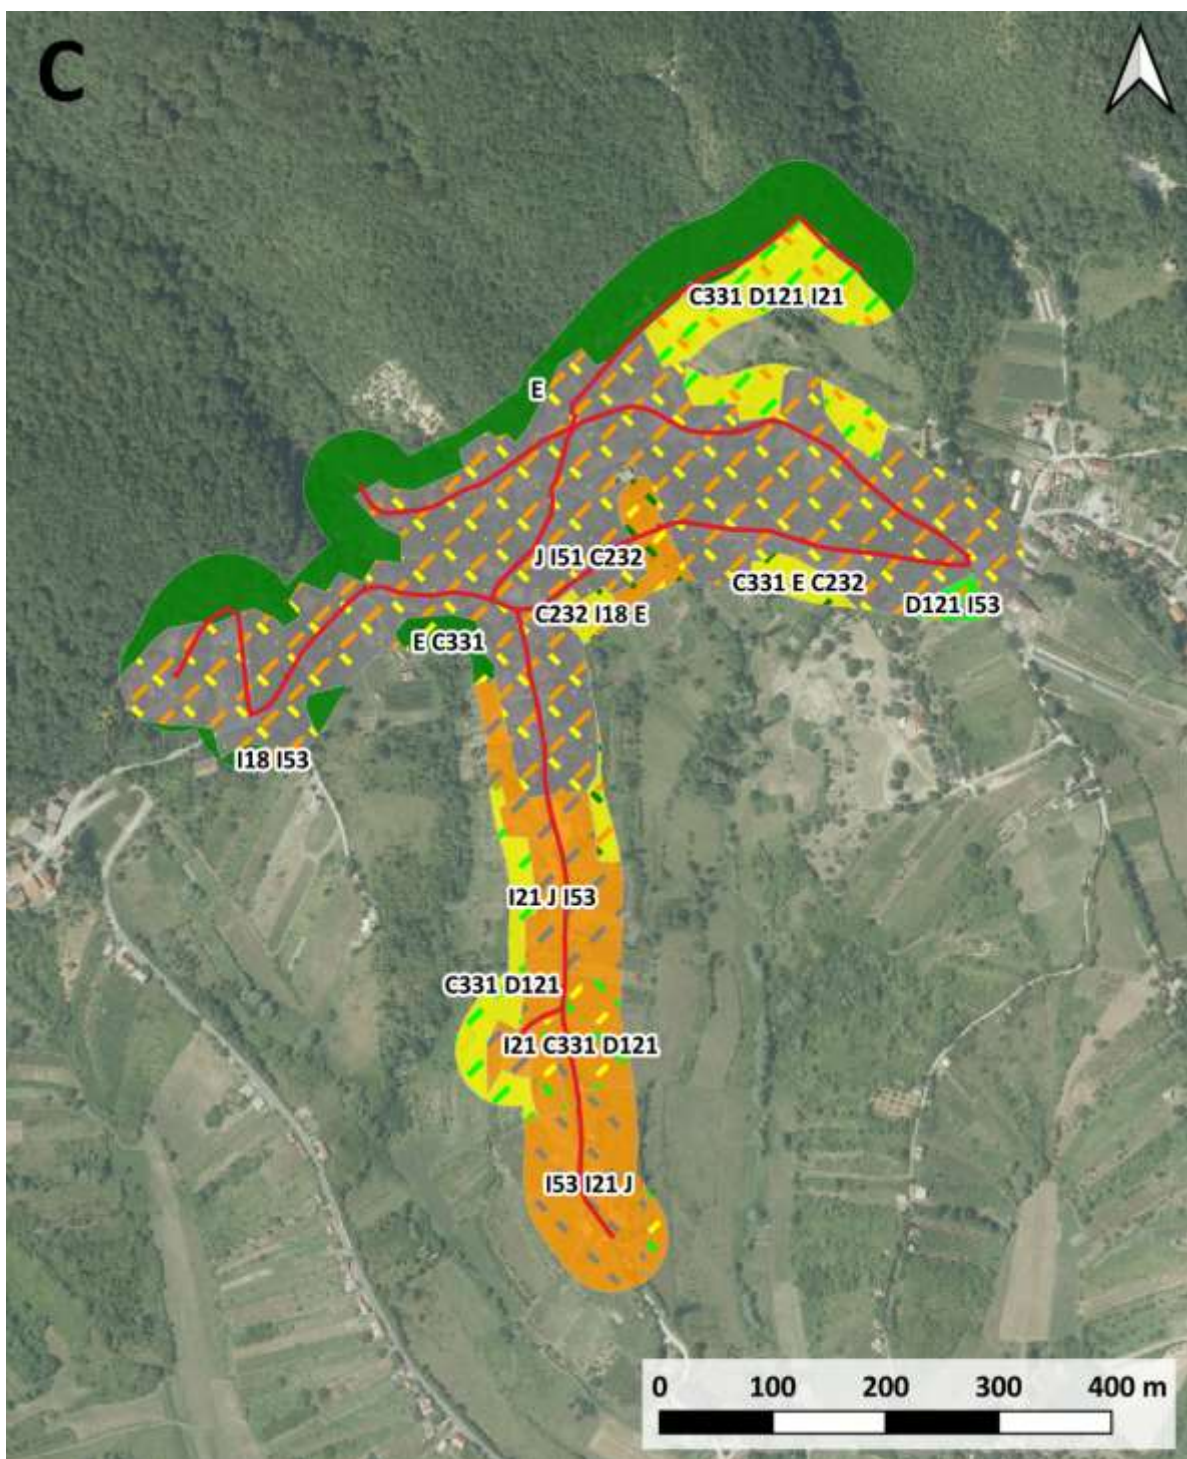 C
C331 D121 I21
E
J I51 C232
C331 E C232
D121 I53
C232 I18 E
E C331
I18 I53
I21 J I53
C331 D121
I21 C331 D121
I53 I21 J
0 100 200 300 400 m